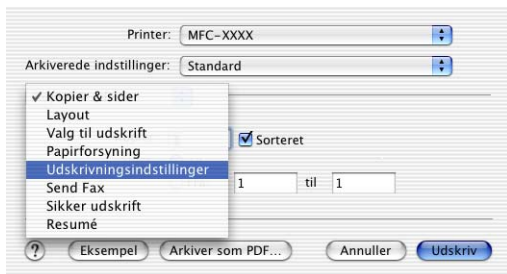 Printer: MFC-XXXX
Arkiverede indstillinger: Standard
✓ Kopier & sider
Layout
Valg til udskrift
Sorteret
Papirforsyning
Udskrivningsindstillinger
1 til 1
Send Fax
Sikker udskrift
Resumé
? Eksempel Arkiver som PDF... Annuller Udskriv